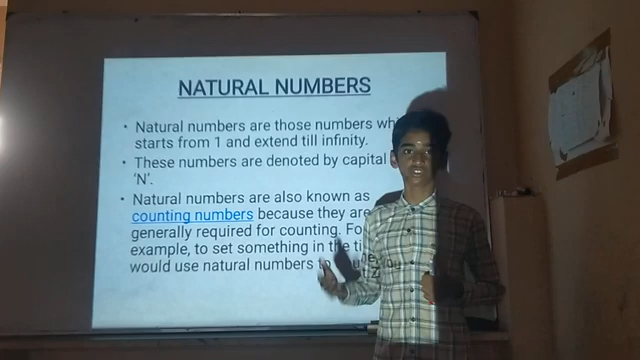 NATURAL NUMBERS
• Natural numbers are those numbers
starts from 1 and extend till infinity.
• These numbers are denoted by capital
‘N’.
• Natural numbers are also known as
counting numbers because they are
generally required for counting.
example, to set something in the
would use natural numbers